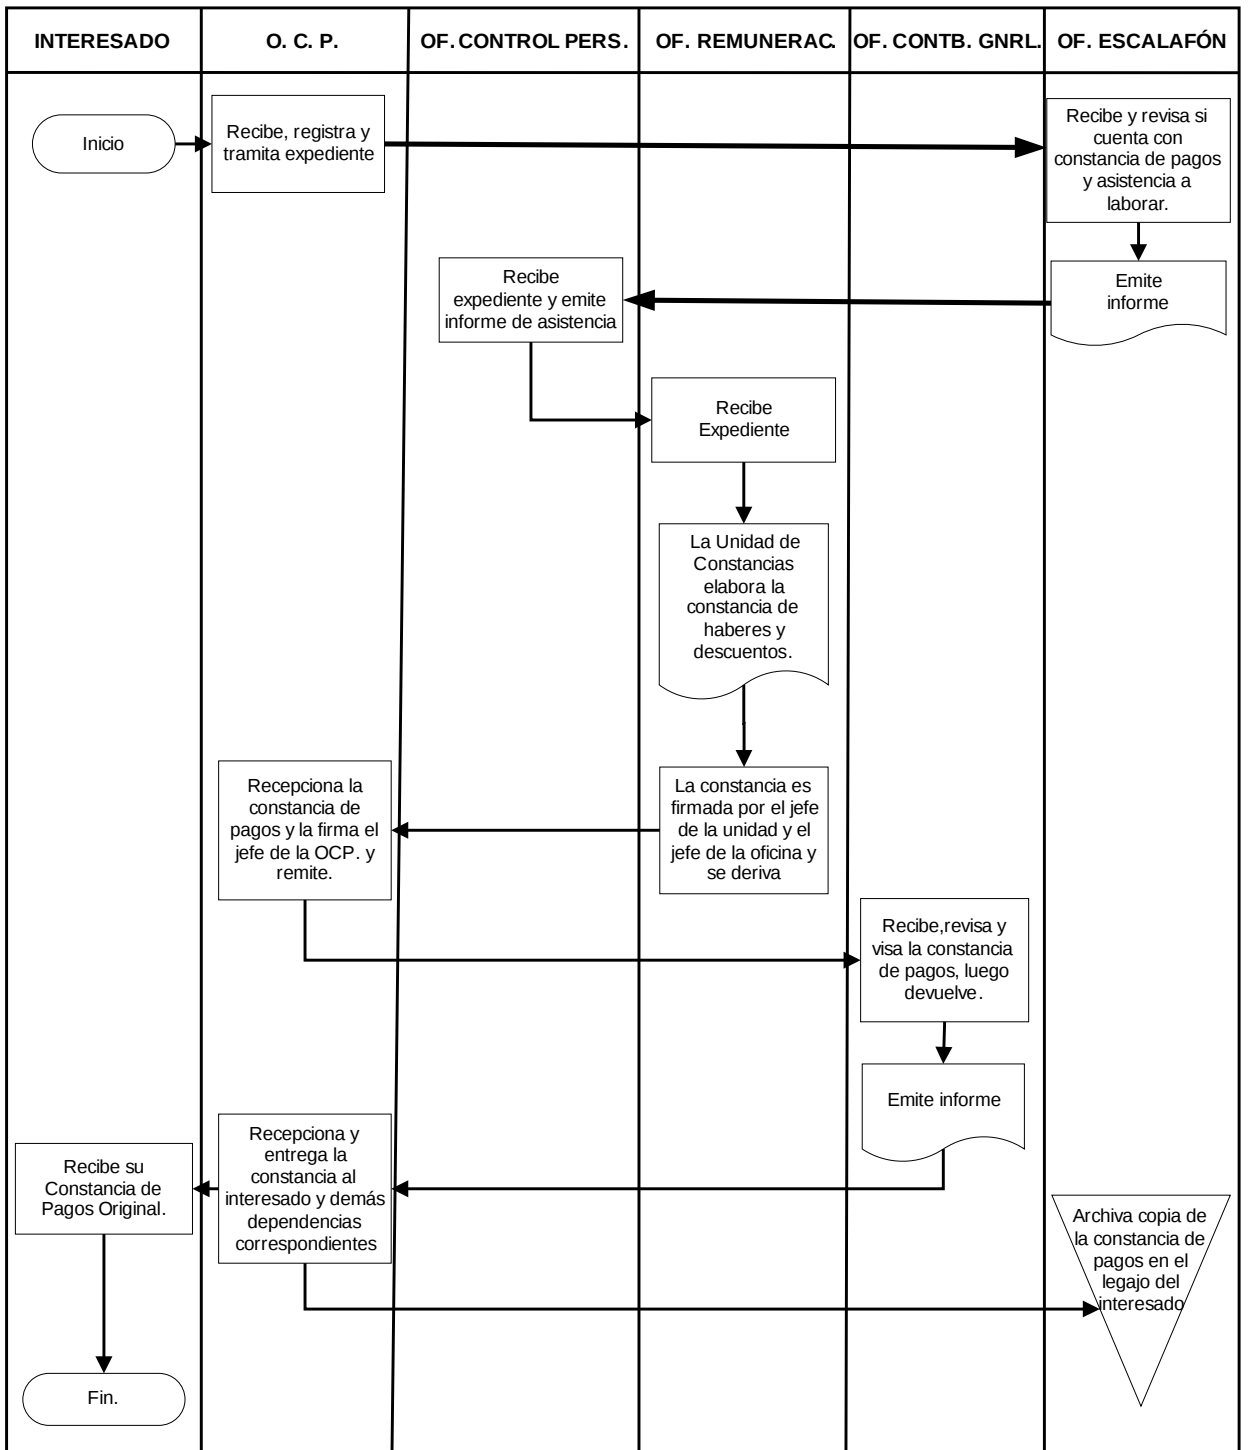 INTERESADO
O. C. P.
OF. CONTROL PERS.
OF. REMUNERAC.
OF. CONTB. GNRL.
OF. ESCALAFÓN
Inicio
Recibe, registra y
tramita expediente
Recibe y revisa si
cuenta con
constancia de pagos
y asistencia a
laborar.
Emite
informe
Recibe
expediente y emite
informe de asistencia
Recibe
Expediente
La Unidad de
Constancias
elabora la
constancia de
haberes y
descuentos.
La constancia es
firmada por el jefe
de la unidad y el
jefe de la oficina y
se deriva
Recepciona la
constancia de
pagos y la firma el
jefe de la OCP. y
remite.
Recibe,revisa y
visa la constancia
de pagos, luego
devuelve.
Emite informe
Recepciona y
entrega la
constancia al
interesado y demás
dependencias
correspondientes
Recibe su
Constancia de
Pagos Original.
Archiva copia de
la constancia de
pagos en el
legajo del
interesado
Fin.